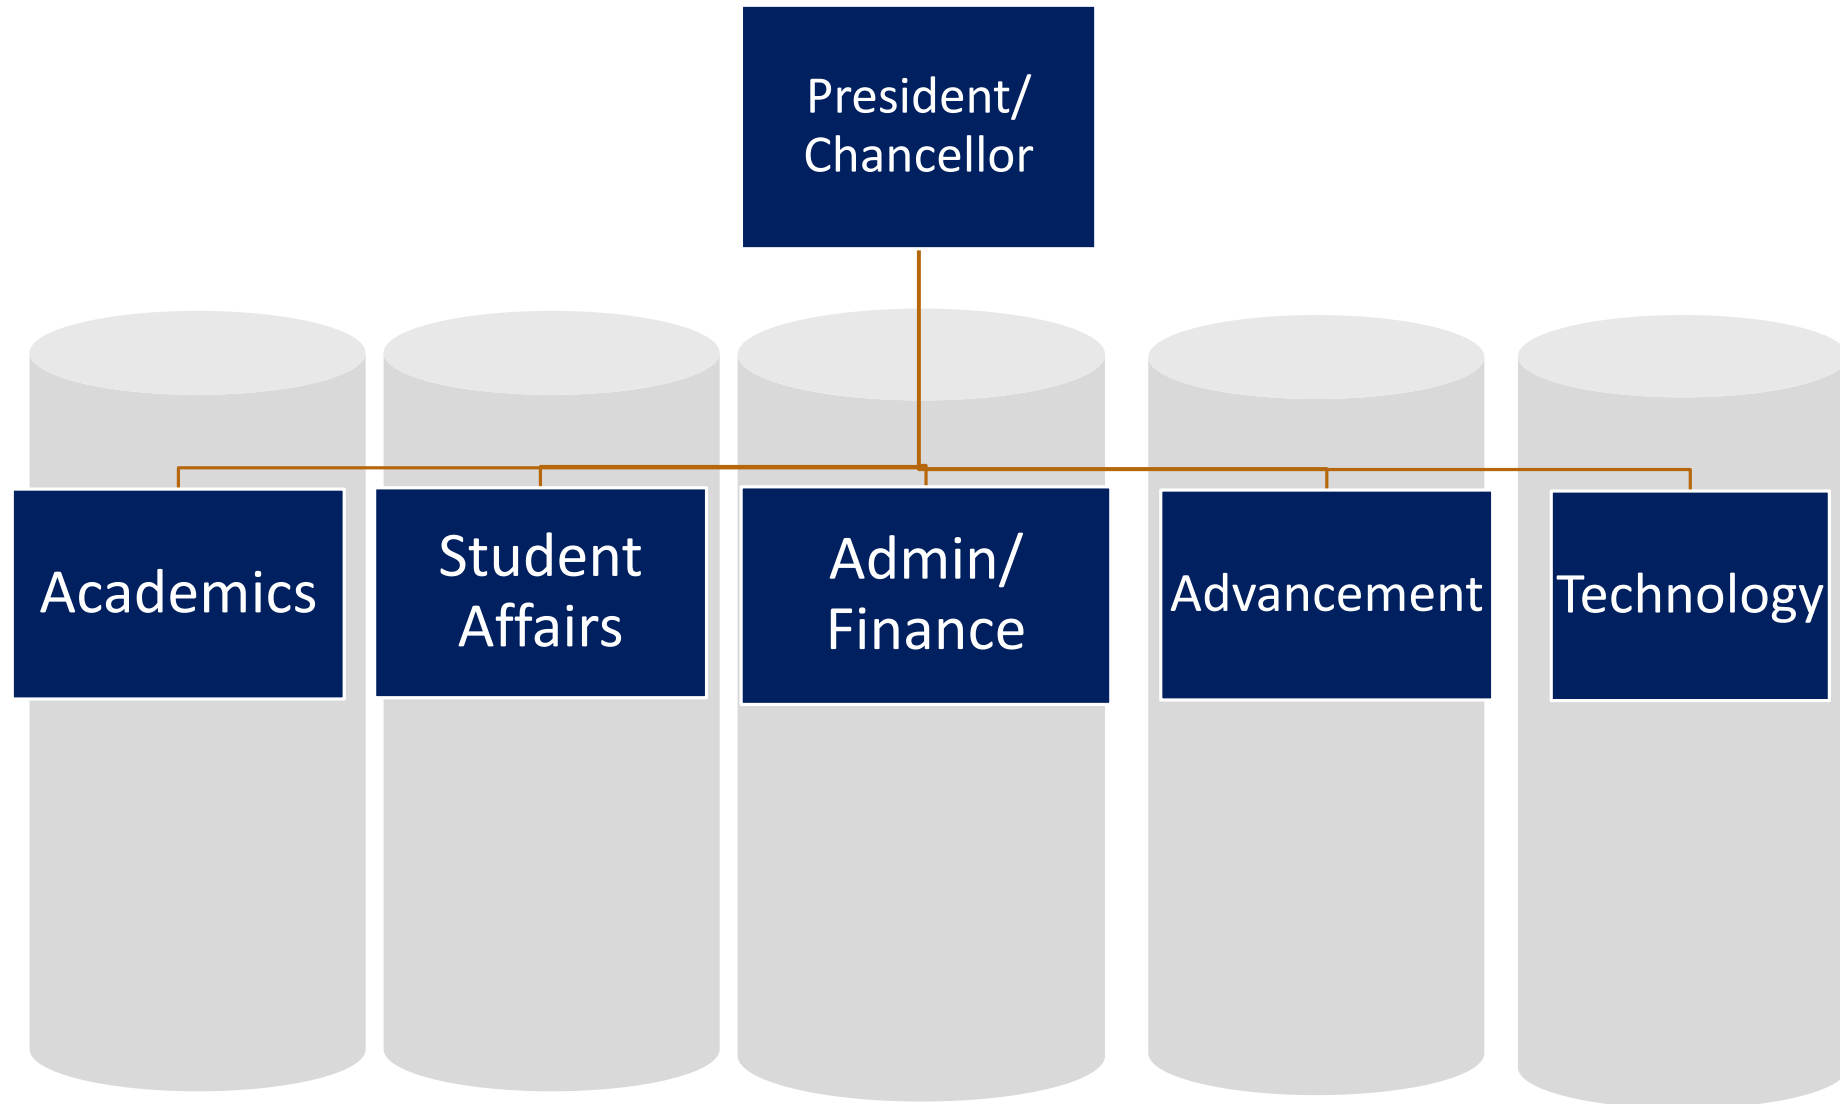 President/
Chancellor
Academics
Student
Affairs
Admin/
Finance
Advancement
Technology